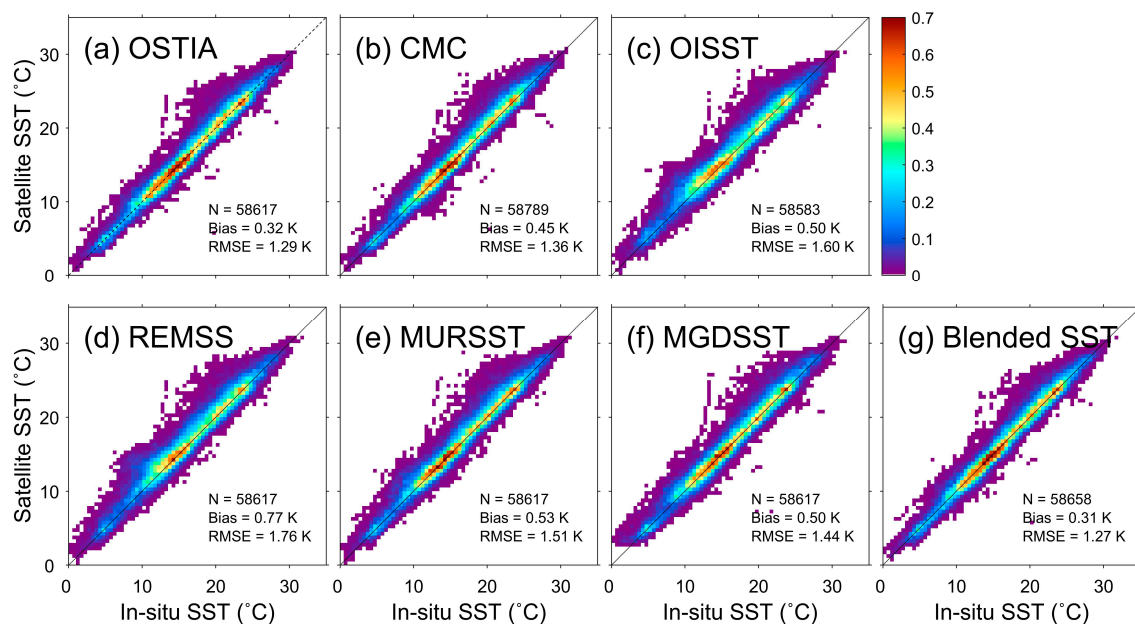 (a) OSTIA
N = 58617
Bias = 0.32 K
RMSE = 1.29 K
Satellite SST (˚C)
0
10
20
30
(b) CMC
N = 58789
Bias = 0.45 K
RMSE = 1.36 K
(c) OISST
N = 58583
Bias = 0.50 K
RMSE = 1.60 K
0.7
0.6
0.5
0.4
0.3
0.2
0.1
0
(d) REMSS
N = 58617
Bias = 0.77 K
RMSE = 1.76 K
Satellite SST (˚C)
0
10
20
30
0 10 20 30
In-situ SST (˚C)
(e) MURSST
N = 58617
Bias = 0.53 K
RMSE = 1.51 K
0 10 20 30
In-situ SST (˚C)
(f) MGDSST
N = 58617
Bias = 0.50 K
RMSE = 1.44 K
0 10 20 30
In-situ SST (˚C)
(g) Blended SST
N = 58658
Bias = 0.31 K
RMSE = 1.27 K
0 10 20 30
In-situ SST (˚C)